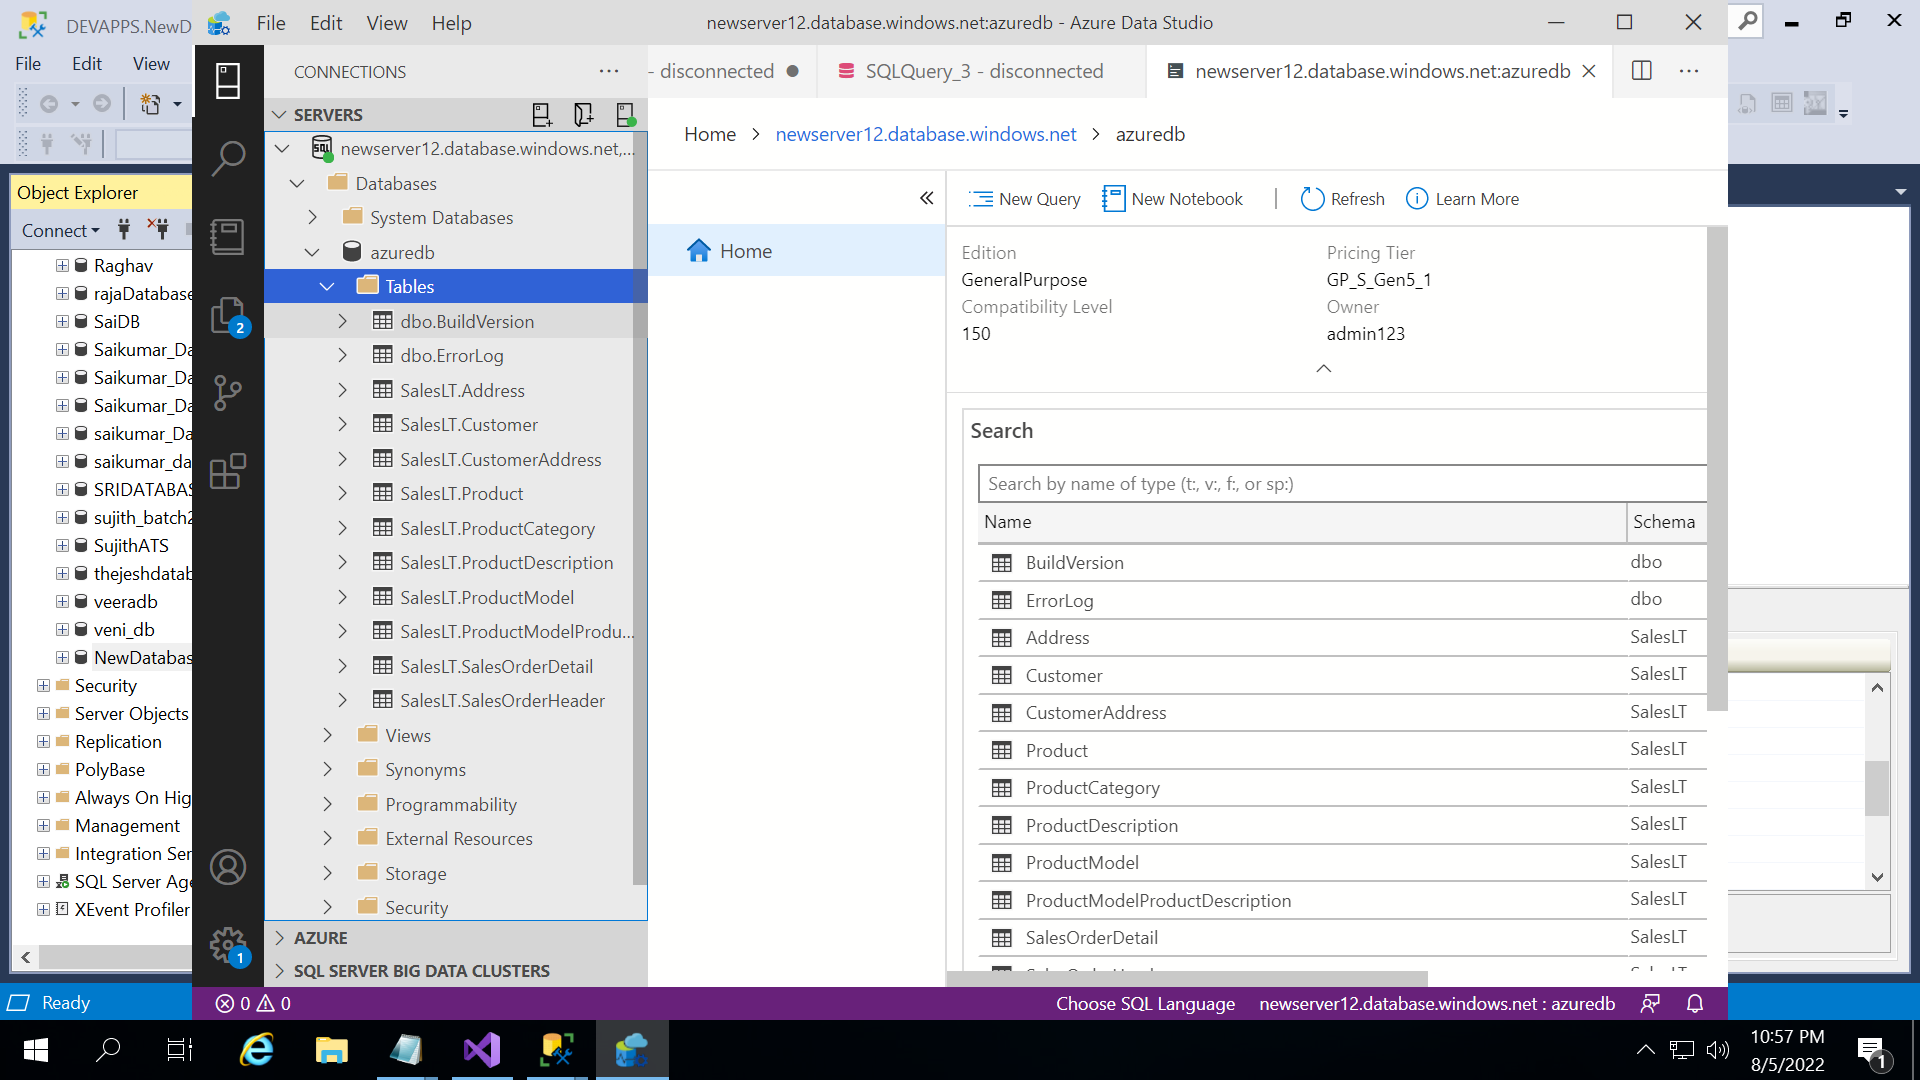 DEVAPPS.NewD
File Edit View
Object Explorer
Connect
Raghav
rajaDatabase
SaiDB
Saikumar_Da
Saikumar_Da
Saikumar_Da
saikumar_Da
saikumar_da
SRIDATABAS
sujith_batch2
SujithATS
thejeshdatab
veeradb
veni_db
NewDatabas
Security
Server Objects
Replication
PolyBase
Always On Hig
Management
Integration Ser
SQL Server Age
XEvent Profiler
Ready
File Edit View Help
newserver12.database.windows.net:azuredb - Azure Data Studio
CONNECTIONS
SERVERS
newserver12.database.windows.net,...
Databases
System Databases
azuredb
Tables
dbo.BuildVersion
dbo.ErrorLog
SalesLT.Address
SalesLT.Customer
SalesLT.CustomerAddress
SalesLT.Product
SalesLT.ProductCategory
SalesLT.ProductDescription
SalesLT.ProductModel
SalesLT.ProductModelProdu...
SalesLT.SalesOrderDetail
SalesLT.SalesOrderHeader
Views
Synonyms
Programmability
External Resources
Storage
Security
AZURE
SQL SERVER BIG DATA CLUSTERS
2
1
- disconnected
SQLQuery_3 - disconnected
newserver12.database.windows.net:azuredb
Home > newserver12.database.windows.net > azuredb
Home
New Query New Notebook | Refresh Learn More
Edition Pricing Tier
GeneralPurpose GP_S_Gen5_1
Compatibility Level Owner
150 admin123
Search
Search by name of type (t:, v:, f:, or sp:)
Name Schema
BuildVersion dbo
ErrorLog dbo
Address SalesLT
Customer SalesLT
CustomerAddress SalesLT
Product SalesLT
ProductCategory SalesLT
ProductDescription SalesLT
ProductModel SalesLT
ProductModelProductDescription SalesLT
SalesOrderDetail SalesLT
0 0
Choose SQL Language newserver12.database.windows.net : azuredb
10:57 PM
8/5/2022
1